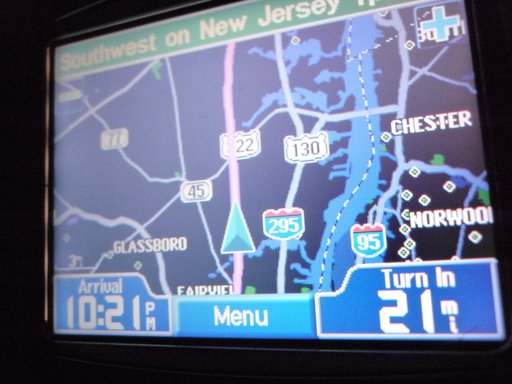 Southwest on New Jersey
77
322
130
CHESTER
45
295
NORWOO
95
GLASSBORO
FAIRVIEW
Arrival
10:21 PM
Menu
Turn In
21 mi